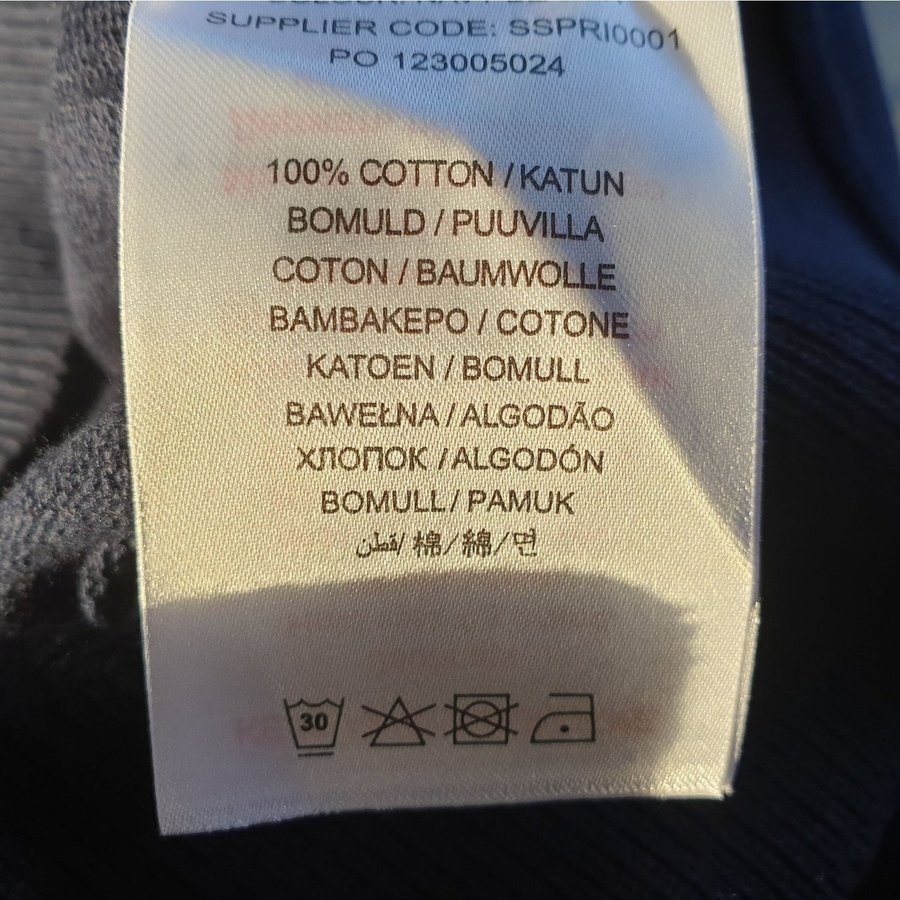 SUPPLIER CODE: SSPRI0001
PO 123005024
100% COTTON / KATUN
BOMULD / PUUVILLA
COTON / BAUMWOLLE
BAMBAKEPO / COTONE
KATOEN / BOMULL
BAWEŁNA / ALGODÃO
ХЛОПОК / ALGODÓN
BOMULL / PAMUK
قطن / 棉 / 綿 / 면
30